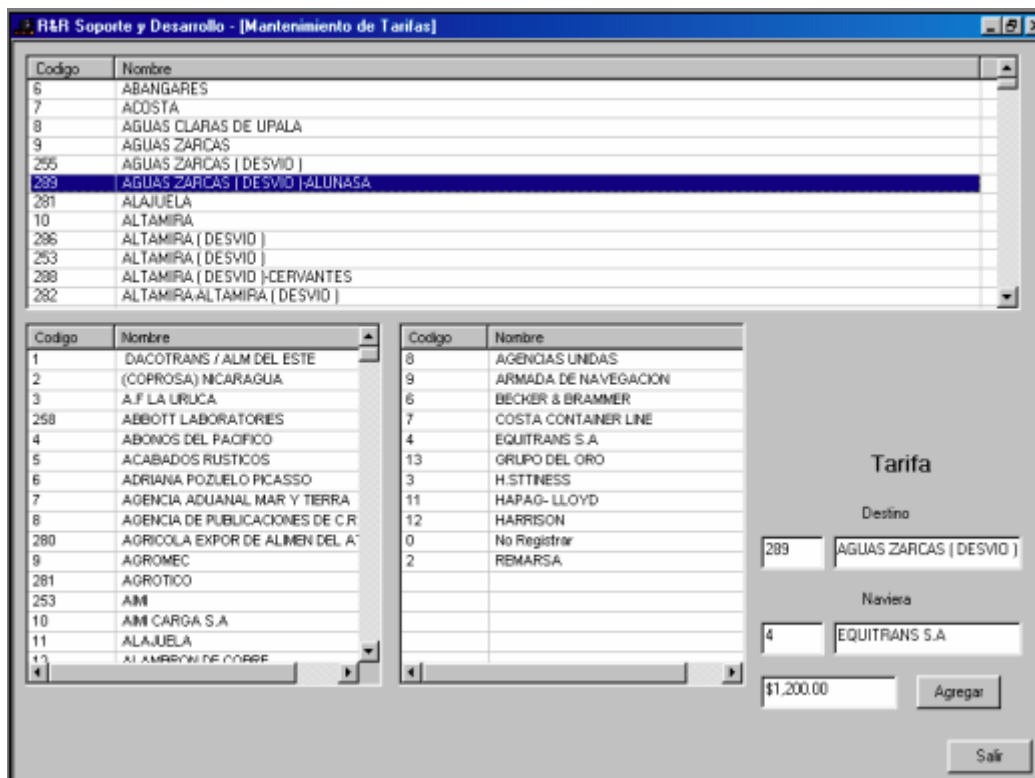 R&R Soporte y Desarrollo - [Mantenimiento de Tarifas]
Codigo Nombre
6 ABANGARES
7 ACOSTA
8 AGUAS CLARAS DE UPALA
9 AGUAS ZARCAS
255 AGUAS ZARCAS ( DESVIO )
289 AGUAS ZARCAS ( DESVIO )-ALUNASA
281 ALAJUELA
10 ALTAMIRA
286 ALTAMIRA ( DESVIO )
253 ALTAMIRA ( DESVIO )
288 ALTAMIRA ( DESVIO )-CERVANTES
282 ALTAMIRA-ALTAMIRA ( DESVIO )
Codigo Nombre
1 DACOTRANS / ALM DEL ESTE
2 (COPROSA) NICARAGUA
3 A.F LA URUCA
258 ABBOTT LABORATORIES
4 ABONOS DEL PACIFICO
5 ACABADOS RUSTICOS
6 ADRIANA POZUELO PICASSO
7 AGENCIA ADUANAL MAR Y TIERRA
8 AGENCIA DE PUBLICACIONES DE C.R
280 AGRICOLA EXPOR DE ALIMEN DEL AT
9 AGROMEC
281 AGROTICO
253 AIMI
10 AIMI CARGA S.A
11 ALAJUELA
12 ALAMBRON DE COBRE
Codigo Nombre
8 AGENCIAS UNIDAS
9 ARMADA DE NAVEGACION
6 BECKER & BRAMMER
7 COSTA CONTAINER LINE
4 EQUITRANS S.A
13 GRUPO DEL ORO
3 H.STTINESS
11 HAPAG- LLOYD
12 HARRISON
0 No Registrar
2 REMARSA
Tarifa
Destino
289 AGUAS ZARCAS ( DESVIO )
Naviera
4 EQUITRANS S.A
$1,200.00 Agregar
Salir